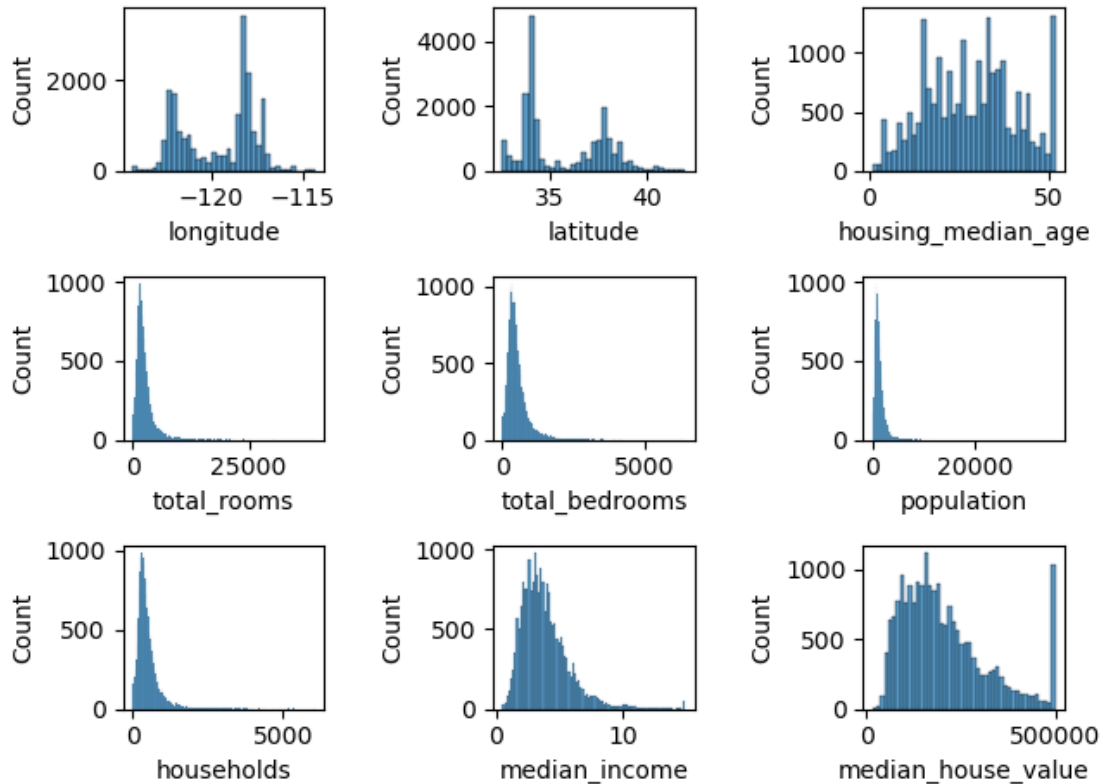 Count
2000
0
−120
−115
longitude
Count
4000
2000
0
35
40
latitude
Count
1000
500
0
0
50
housing_median_age
Count
1000
500
0
0
25000
total_rooms
Count
1000
500
0
0
5000
total_bedrooms
Count
1000
500
0
0
20000
population
Count
1000
500
0
0
5000
households
Count
1000
500
0
0
10
median_income
Count
1000
500
0
0
500000
median_house_value